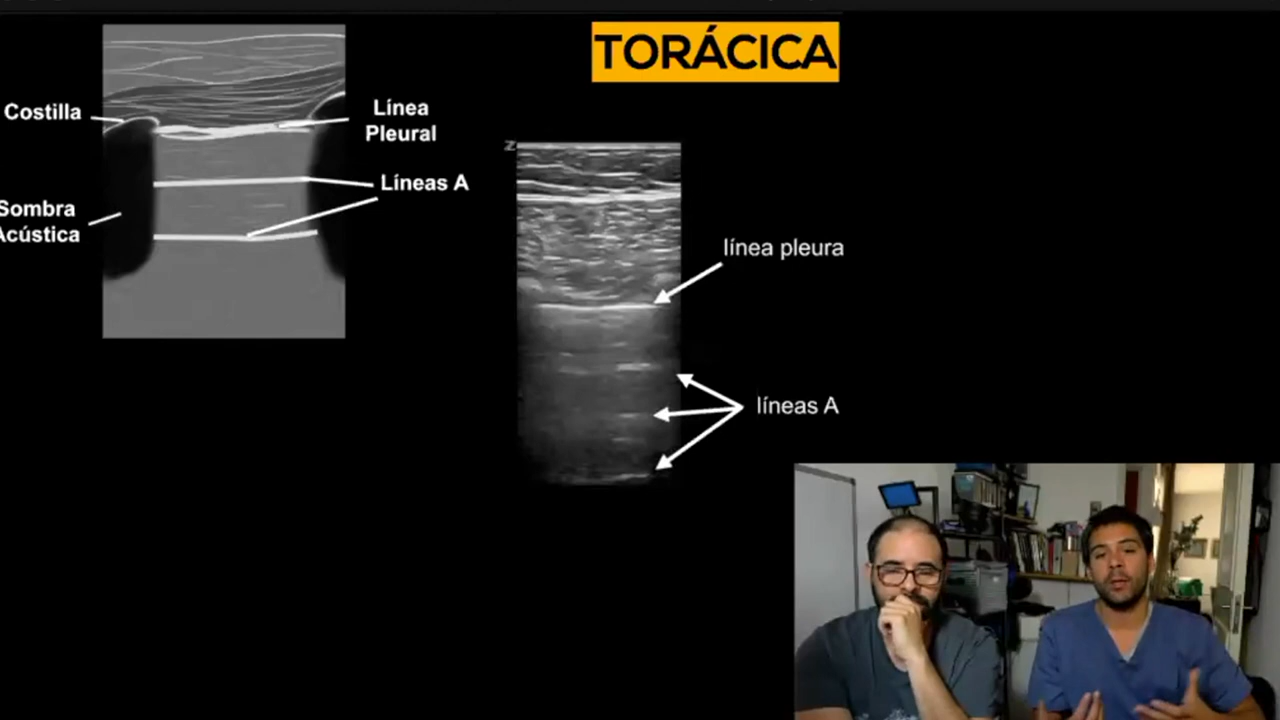 TORÁCICA
Costilla
Línea
Pleural
Líneas A
Sombra
Acústica
Z
línea pleura
líneas A